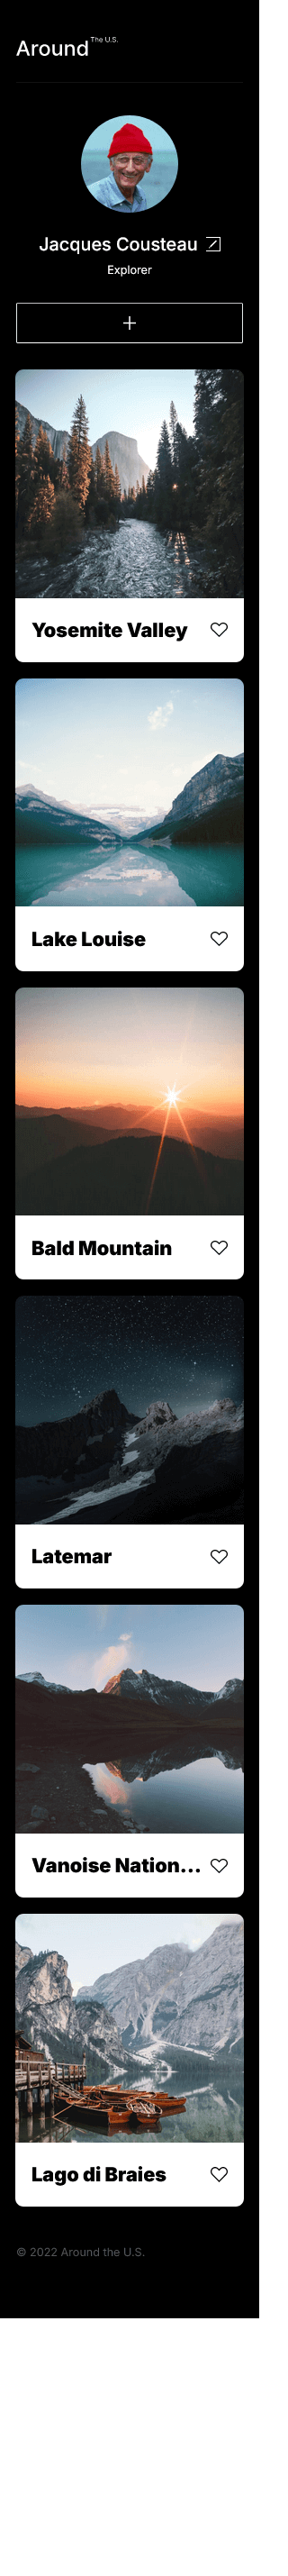 Around The U.S.
Jacques Cousteau
Explorer
Yosemite Valley
Lake Louise
Bald Mountain
Latemar
Vanoise Nation...
Lago di Braies
© 2022 Around the U.S.